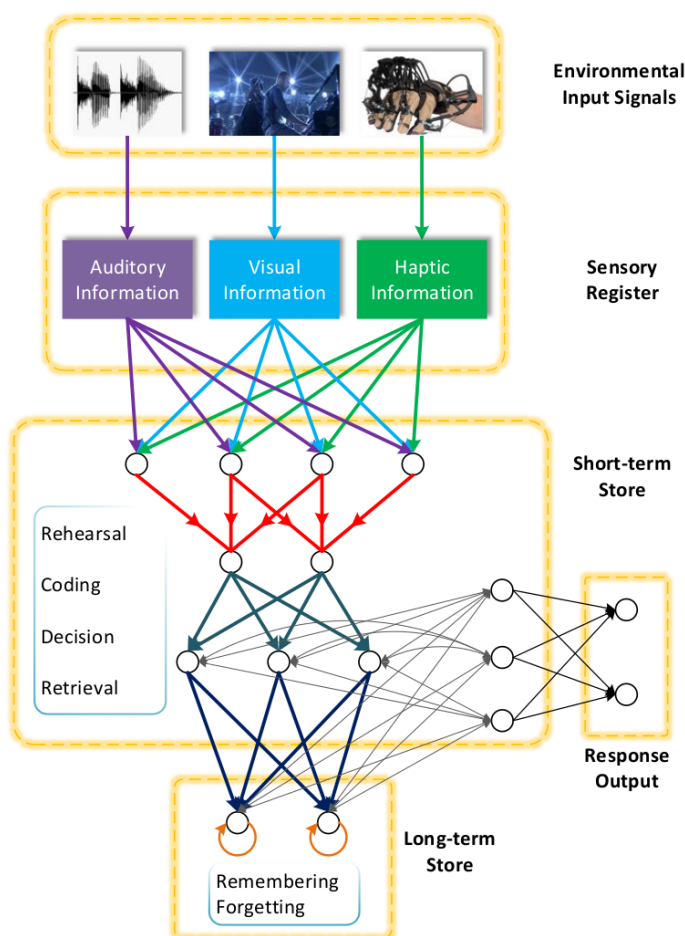 Environmental
Input Signals
Auditory
Information
Visual
Information
Haptic
Information
Sensory
Register
Short-term
Store
Rehearsal
Coding
Decision
Retrieval
Response
Output
Long-term
Store
Remembering
Forgetting